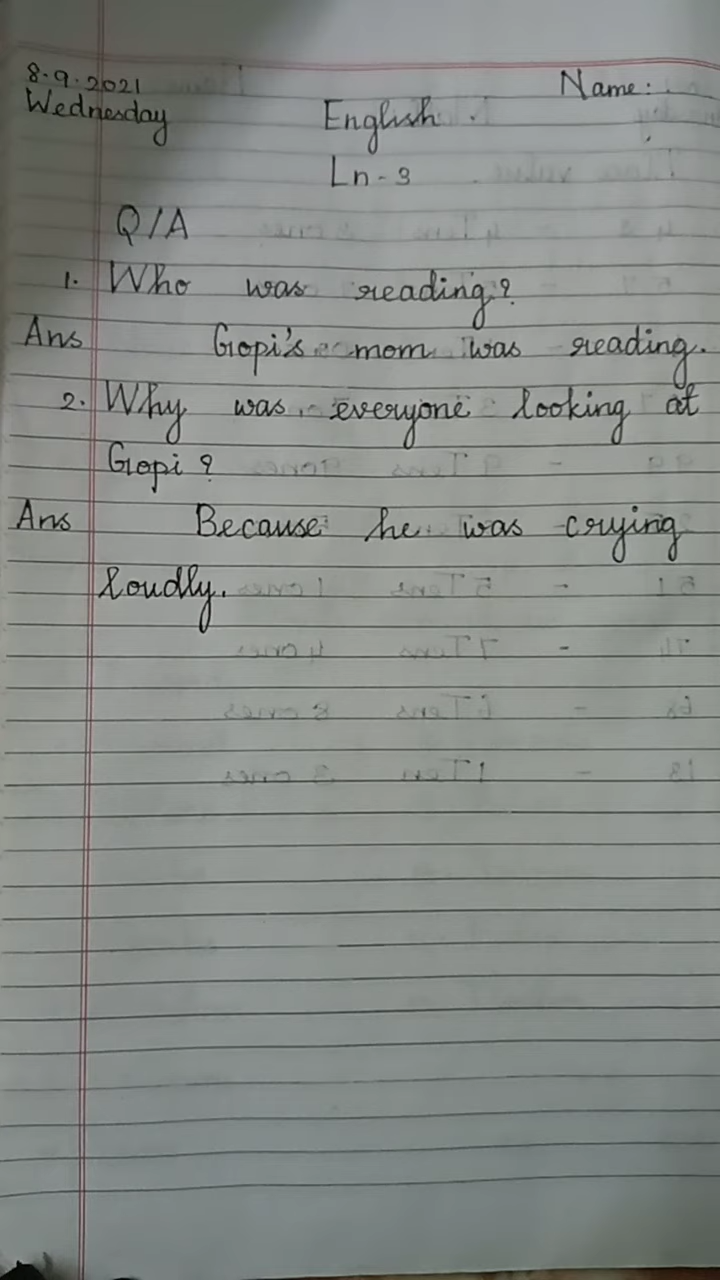 8.9.2021
Name:
Wednesday
English.
Ln-3
Q/A
1. Who was reading?
Ans Gopi's mom was reading.
2. Why was everyone looking at
Gopi?
Ans Because he was crying
loudly.